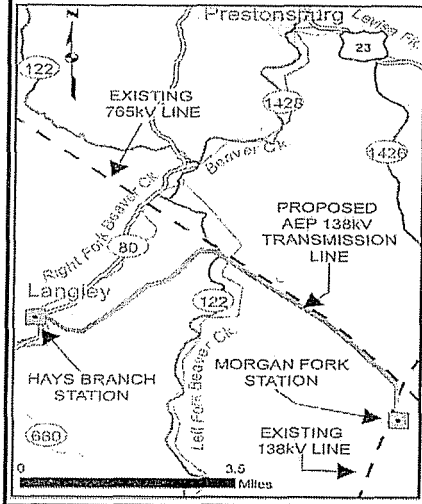 Prestonsburg
Levisa Fk.
N
23
122
EXISTING
765kV LINE
1428
Beaver Ck.
1426
Right Fork Beaver Ck.
80
PROPOSED
AEP 138kV
TRANSMISSION
LINE
Langley
122
Left Fork Beaver Ck.
HAYS BRANCH
STATION
MORGAN FORK
STATION
680
EXISTING
138kV LINE
0
3.5
Miles